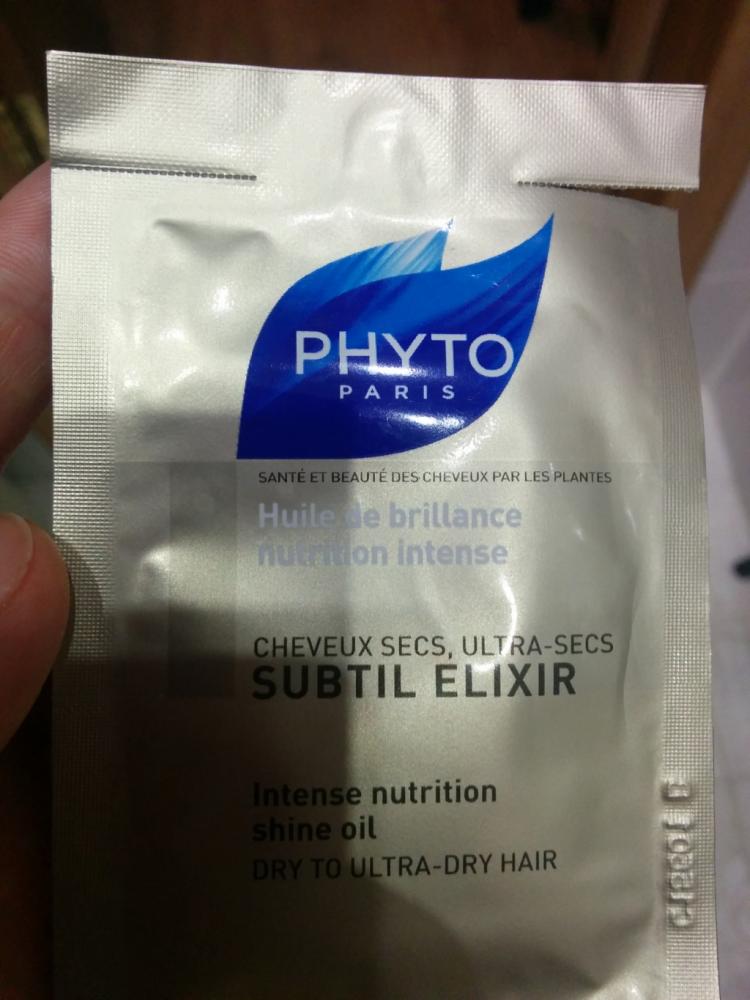 PHYTO
PARIS
SANTÉ ET BEAUTÉ DES CHEVEUX PAR LES PLANTES
Huile de brillance
nutrition intense
CHEVEUX SECS, ULTRA-SECS
SUBTIL ELIXIR
Intense nutrition
shine oil
DRY TO ULTRA-DRY HAIR